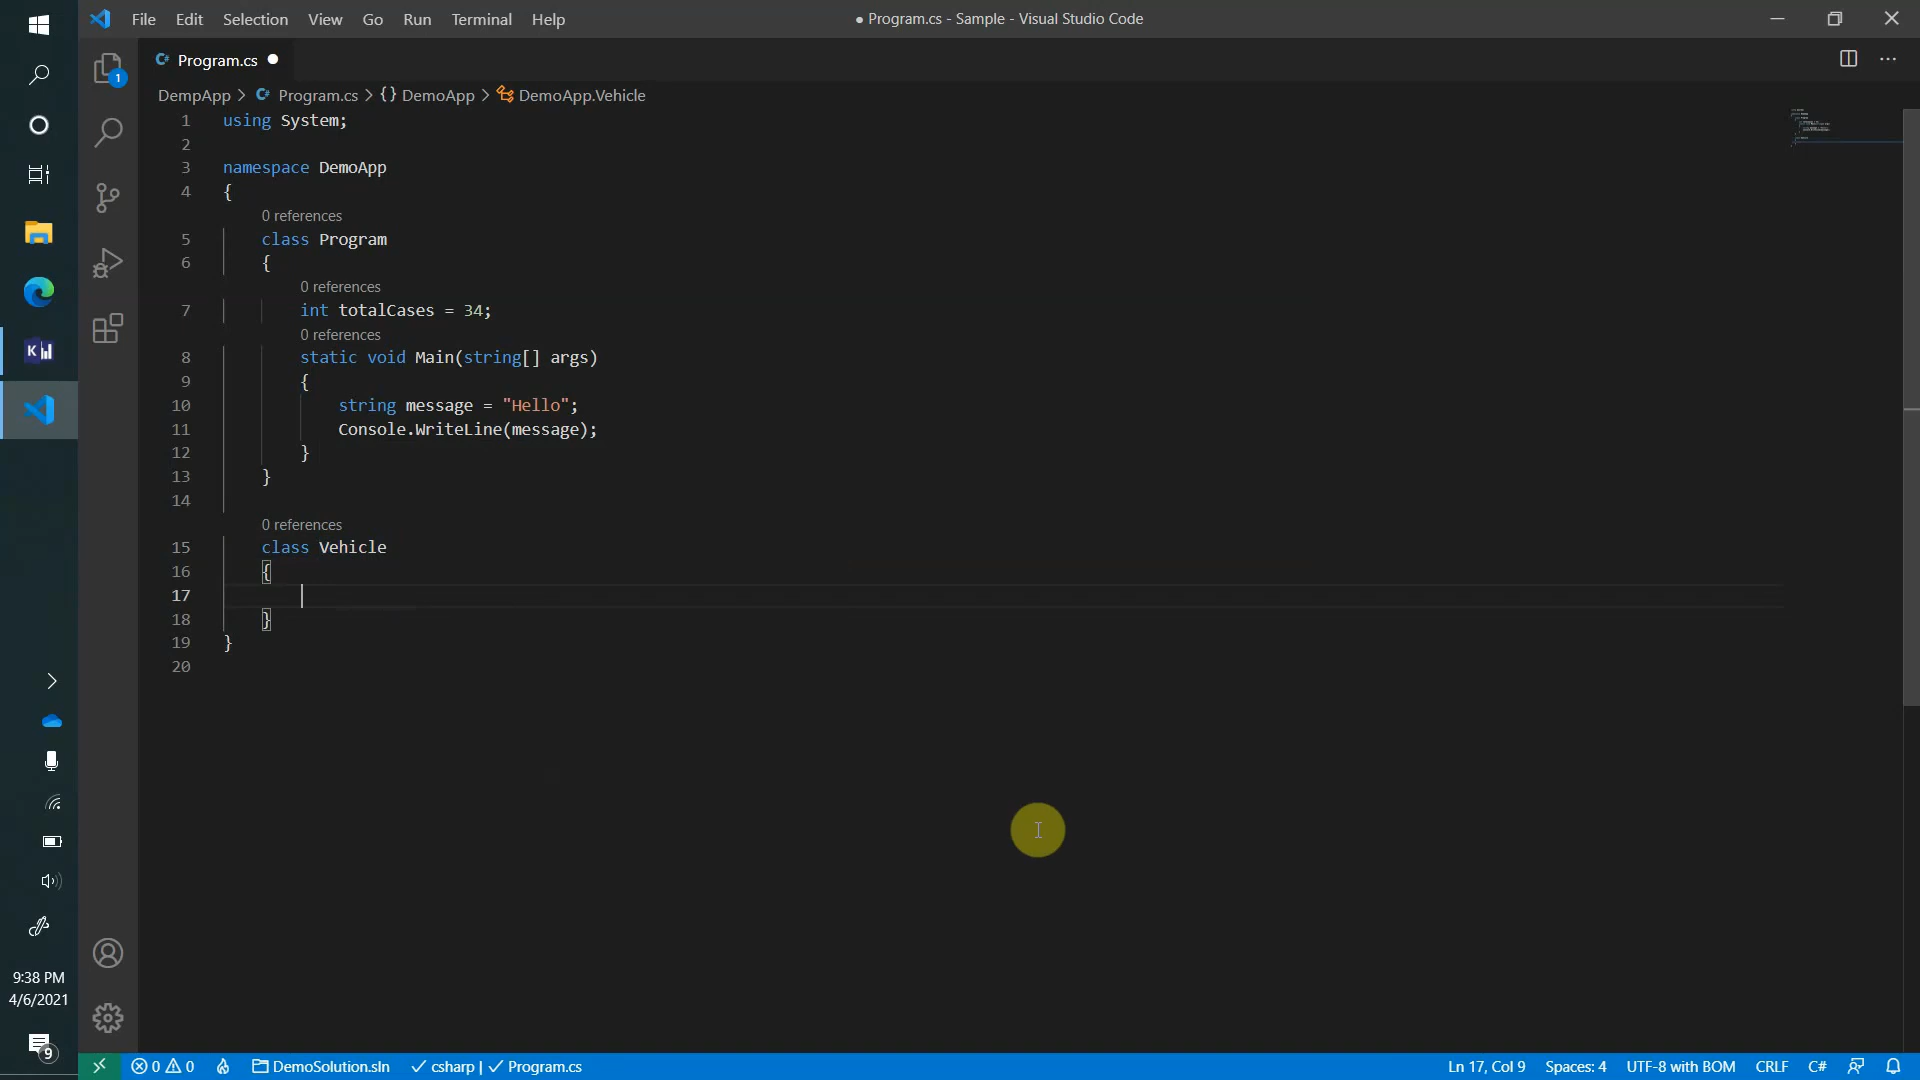 File Edit Selection View Go Run Terminal Help
● Program.cs - Sample - Visual Studio Code
C# Program.cs ●
1
DempApp > C# Program.cs > {} DemoApp > DemoApp.Vehicle
1 using System;
2
3 namespace DemoApp
4 {
0 references
5 class Program
6 {
0 references
7 int totalCases = 34;
0 references
8 static void Main(string[] args)
9 {
10 string message = "Hello";
11 Console.WriteLine(message);
12 }
13 }
14
0 references
15 class Vehicle
16 {
17
18 }
19 }
20
K
9:38 PM
4/6/2021
9
0 0 DemoSolution.sln ✓ csharp | ✓ Program.cs
Ln 17, Col 9 Spaces: 4 UTF-8 with BOM CRLF C#